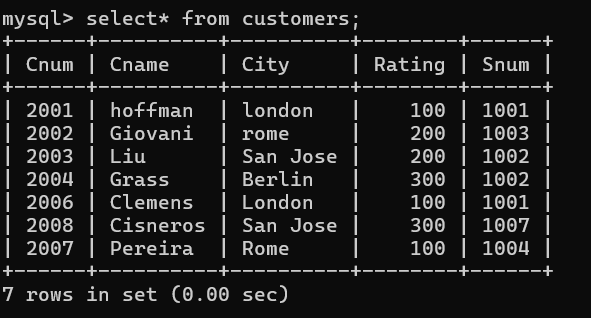 mysql> select* from customers;
+------+----------+----------+--------+------+
| Cnum | Cname    | City     | Rating | Snum |
+------+----------+----------+--------+------+
| 2001 | hoffman  | london   |    100 | 1001 |
| 2002 | Giovani  | rome     |    200 | 1003 |
| 2003 | Liu      | San Jose |    200 | 1002 |
| 2004 | Grass    | Berlin   |    300 | 1002 |
| 2006 | Clemens  | London   |    100 | 1001 |
| 2008 | Cisneros | San Jose |    300 | 1007 |
| 2007 | Pereira  | Rome     |    100 | 1004 |
+------+----------+----------+--------+------+
7 rows in set (0.00 sec)